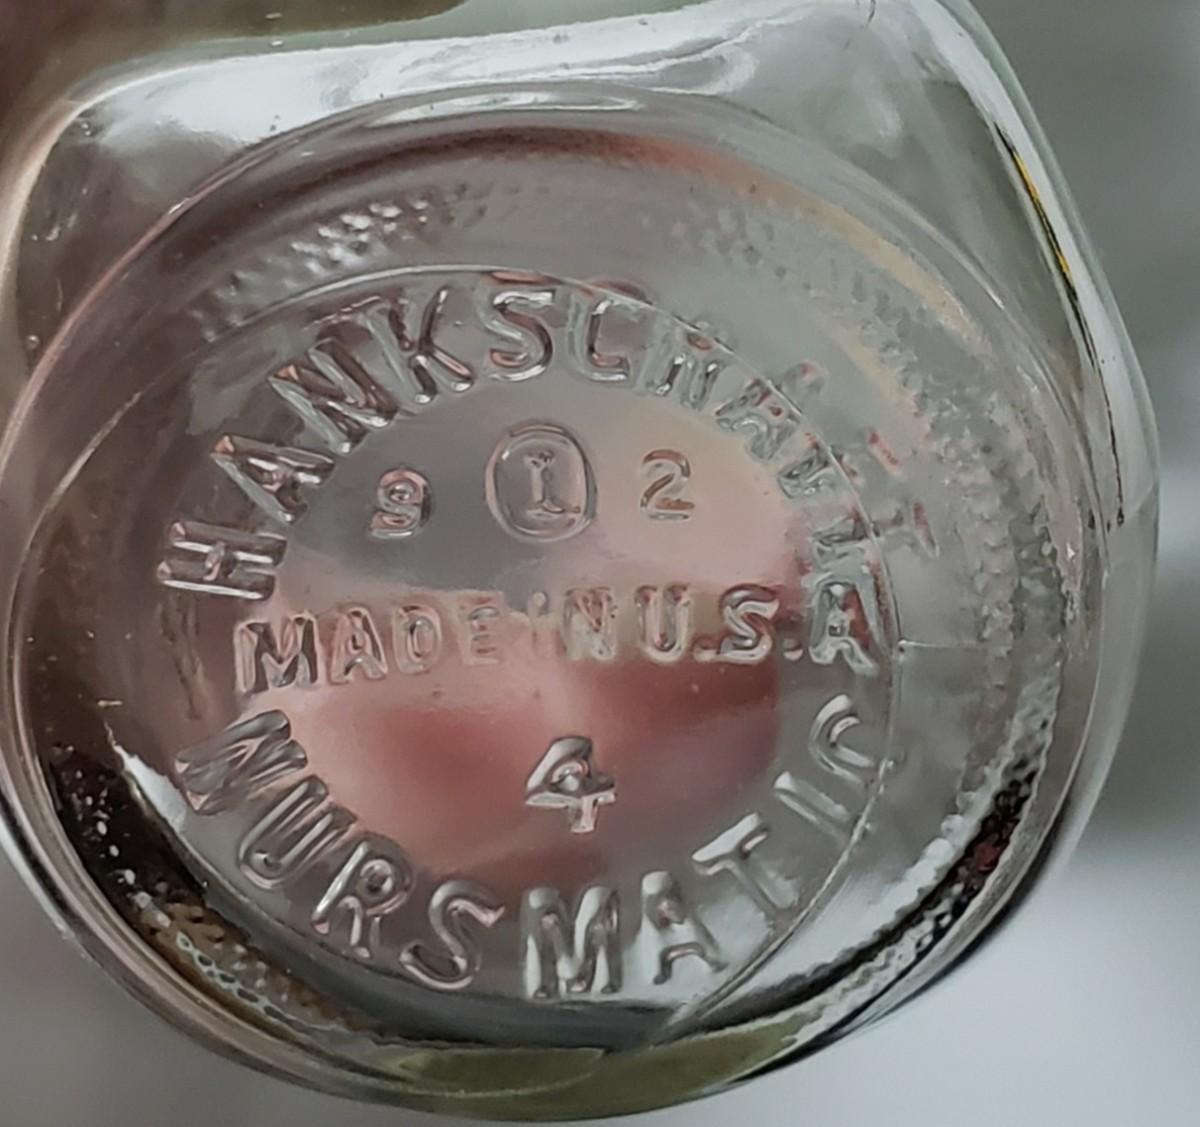 HANKSCRAFT
9 I 2
MADE IN U.S.A
4
NURSMATIC